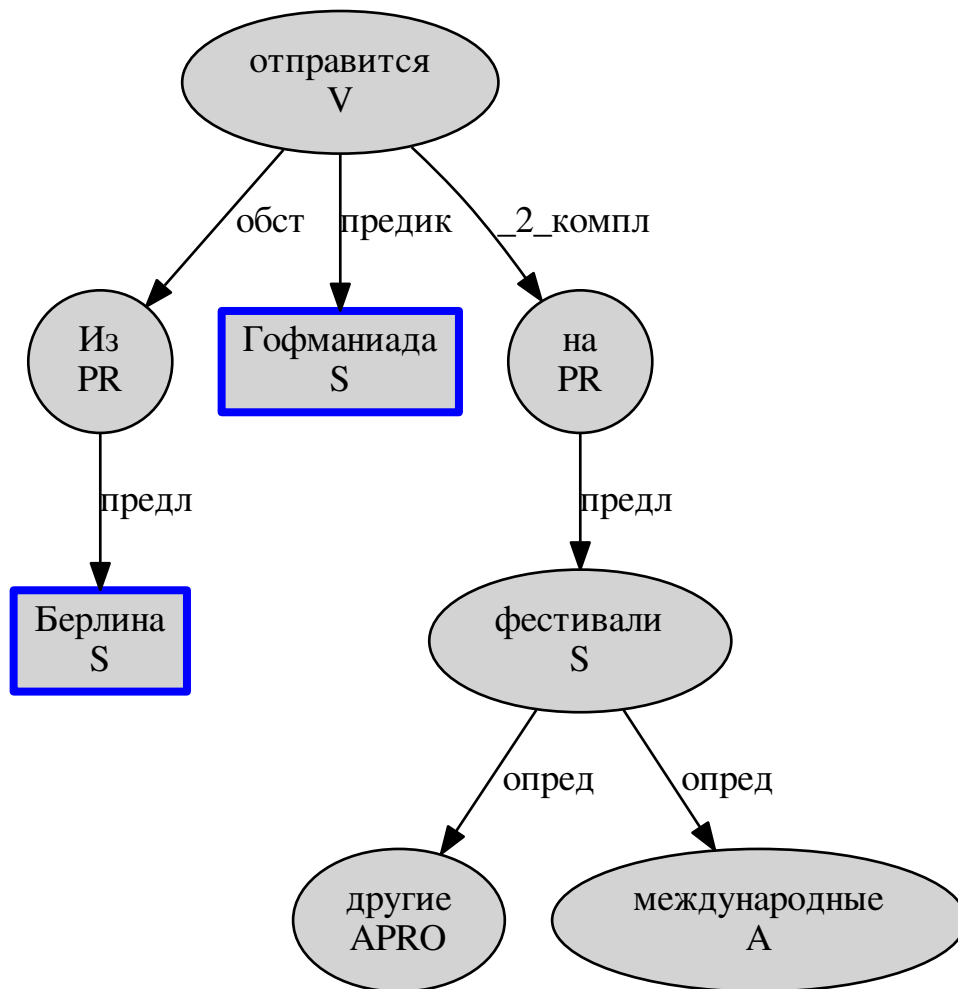 отправится
V
обст
предик
_2_компл
Из
PR
Гофманиада
S
на
PR
предл
предл
Берлина
S
фестивали
S
опред
опред
другие
APRO
международные
A